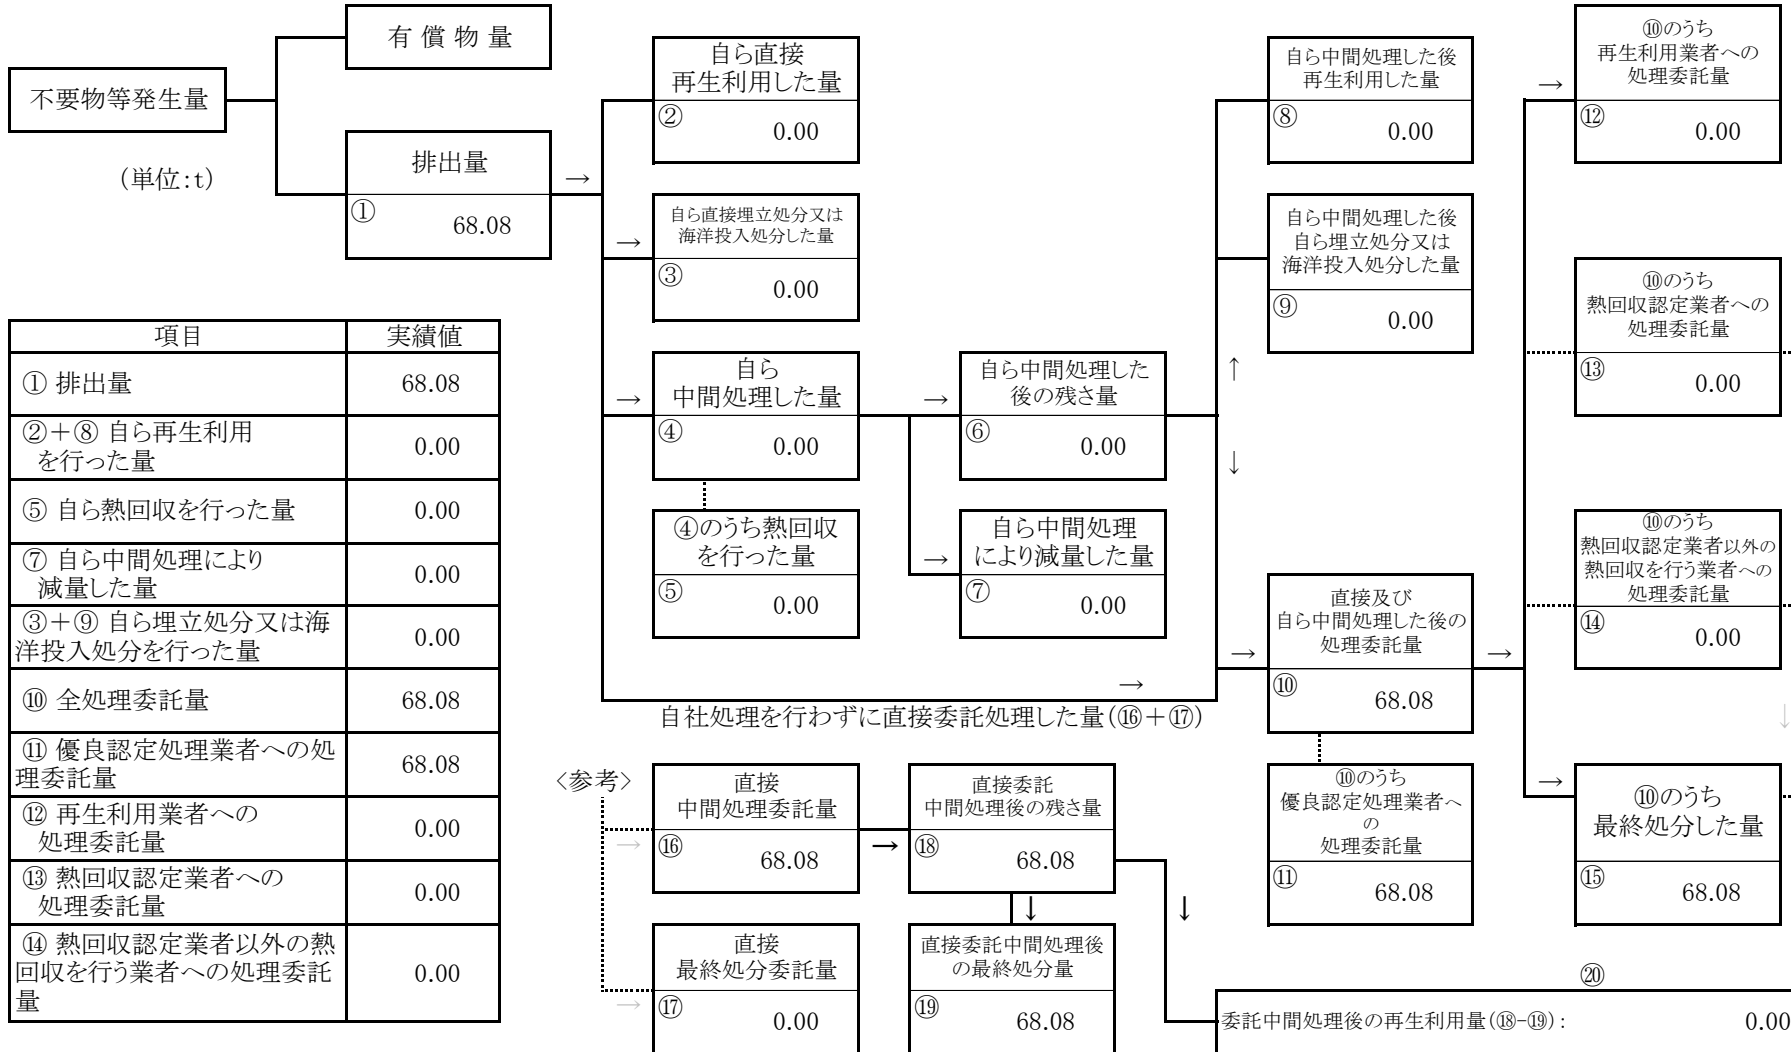 有 償 物 量
不要物等発生量
(単位:t)
排出量
①
68.08
→
自ら直接
再生利用した量
②
0.00
→
自ら直接埋立処分又は
海洋投入処分した量
③
0.00
→
自ら
中間処理した量
④
0.00
④のうち熱回収
を行った量
⑤
0.00
→
自ら中間処理した
後の残さ量
⑥
0.00
→
自ら中間処理
により減量した量
⑦
0.00
自ら中間処理した後
再生利用した量
⑧
0.00
自ら中間処理した後
自ら埋立処分又は
海洋投入処分した量
⑨
0.00
↑
↓
→
直接及び
自ら中間処理した後の
処理委託量
⑩
68.08
→
⑩のうち
優良認定処理業者へ
の
処理委託量
⑪
68.08
→
⑩のうち
再生利用業者への
処理委託量
⑫
0.00
⑩のうち
熱回収認定業者への
処理委託量
⑬
0.00
⑩のうち
熱回収認定業者以外の
熱回収を行う業者への
処理委託量
⑭
0.00
↓
→
⑩のうち
最終処分した量
⑮
68.08
→
自社処理を行わずに直接委託処理した量(⑯+⑰)
<参考>
→
直接
中間処理委託量
⑯
68.08
→
直接委託
中間処理後の残さ量
⑱
68.08
↓
↓
→
直接
最終処分委託量
⑰
0.00
直接委託中間処理後
の最終処分量
⑲
68.08
⑳
委託中間処理後の再生利用量(⑱-⑲): 0.00
項目 実績値
① 排出量 68.08
②+⑧ 自ら再生利用
を行った量 0.00
⑤ 自ら熱回収を行った量 0.00
⑦ 自ら中間処理により
減量した量 0.00
③+⑨ 自ら埋立処分又は海
洋投入処分を行った量 0.00
⑩ 全処理委託量 68.08
⑪ 優良認定処理業者への処
理委託量 68.08
⑫ 再生利用業者への
処理委託量 0.00
⑬ 熱回収認定業者への
処理委託量 0.00
⑭ 熱回収認定業者以外の熱
回収を行う業者への処理委託
量 0.00